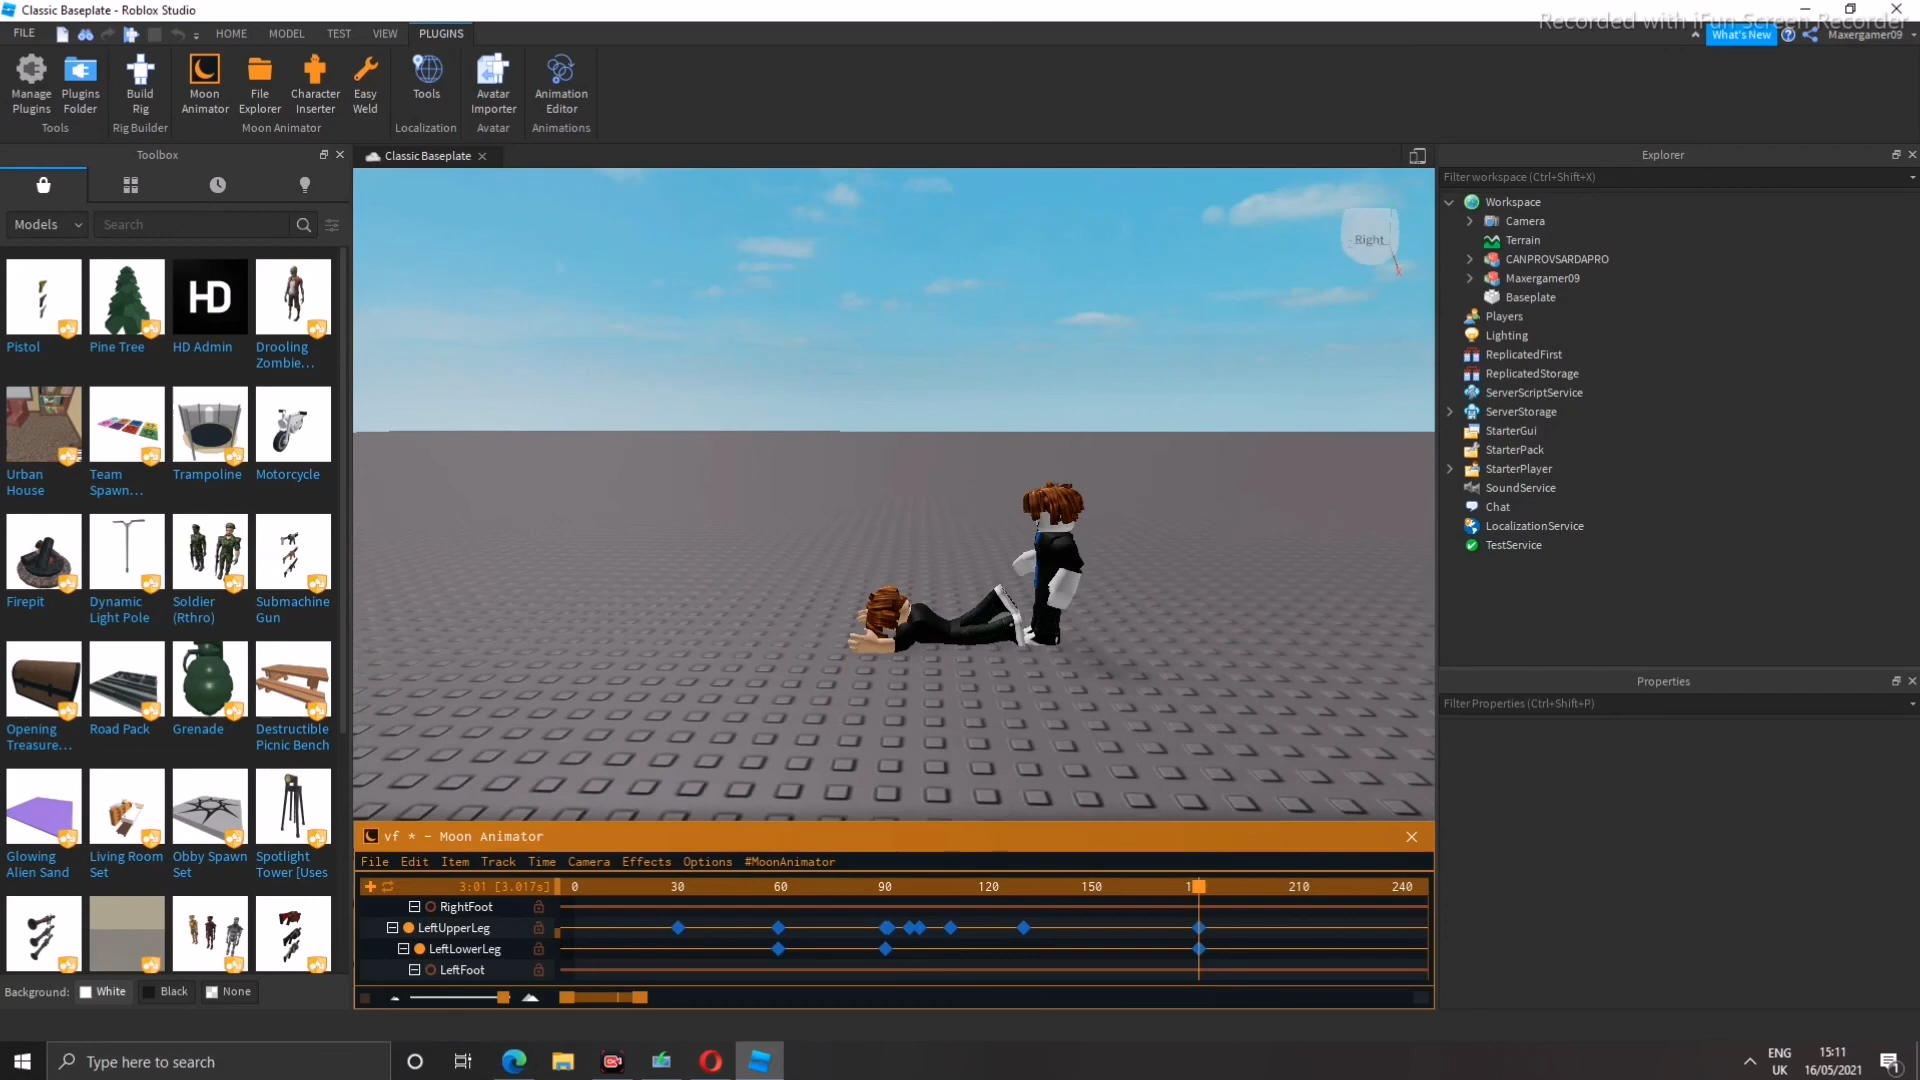 Classic Baseplate - Roblox Studio
Recorded with iFun Screen Recorder
FILE HOME MODEL TEST VIEW PLUGINS What's New Maxergamer09
Manage Plugins Plugins Folder Build Rig Moon Animator File Explorer Character Inserter Easy Weld Tools Avatar Importer Animation Editor
Tools Rig Builder Moon Animator Localization Avatar Animations
Toolbox
Classic Baseplate
Explorer
Filter workspace (Ctrl+Shift+X)
Models Search
Workspace
Camera
Terrain
CANPROVSARDAPRO
Maxergamer09
Baseplate
Players
Lighting
ReplicatedFirst
ReplicatedStorage
ServerScriptService
ServerStorage
StarterGui
StarterPack
StarterPlayer
SoundService
Chat
LocalizationService
TestService
Right
X
HD
Pistol Pine Tree HD Admin Drooling Zombie...
Urban House Team Spawn... Trampoline Motorcycle
Firepit Dynamic Light Pole Soldier (Rthro) Submachine Gun
Opening Treasure... Road Pack Grenade Destructible Picnic Bench
Glowing Alien Sand Living Room Set Obby Spawn Set Spotlight Tower [Uses
Properties
Filter Properties (Ctrl+Shift+P)
vf * - Moon Animator
File Edit Item Track Time Camera Effects Options #MoonAnimator
3:01 [3.017s] 0 30 60 90 120 150 210 240
RightFoot
LeftUpperLeg
LeftLowerLeg
LeftFoot
Background: White Black None
Type here to search
ENG
UK
15:11
16/05/2021
1